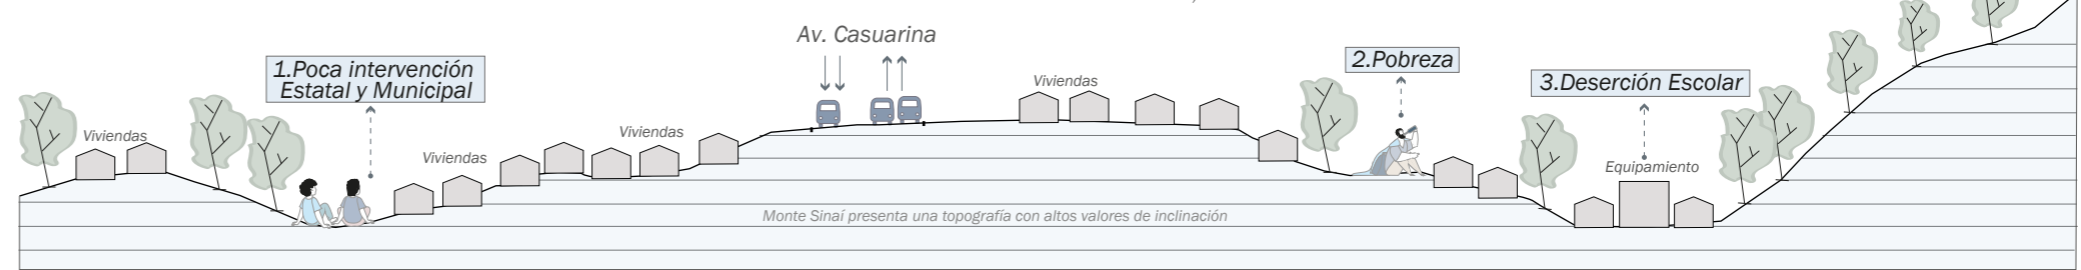 Av. Casuarina
1.Poca intervención
Estatal y Municipal
2.Pobreza
3.Deserción Escolar
Viviendas
Viviendas
Viviendas
Viviendas
Equipamiento
Monte Sinaí presenta una topografía con altos valores de inclinación